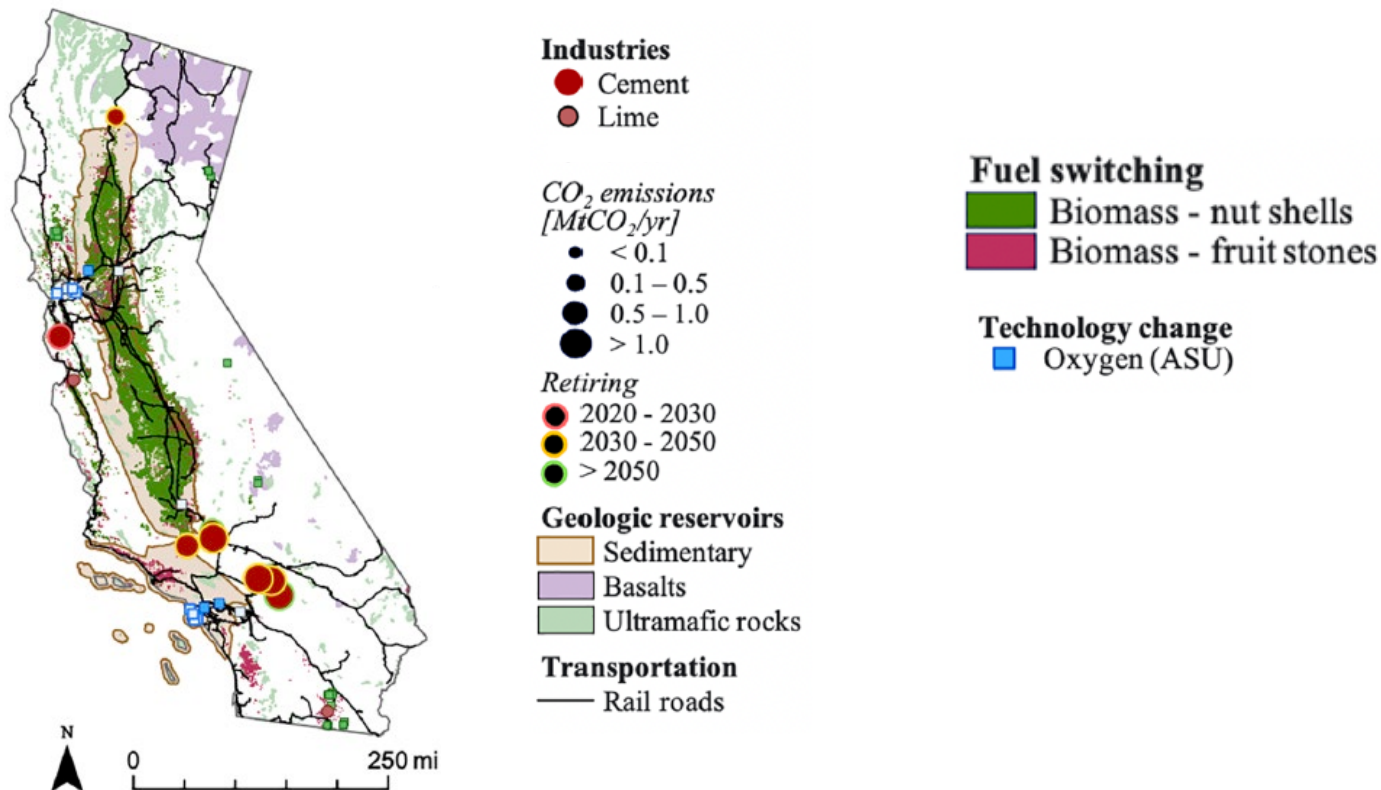 Industries
Cement
Lime
CO2 emissions
[MtCO2/yr]
< 0.1
0.1 – 0.5
0.5 – 1.0
> 1.0
Retiring
2020 - 2030
2030 - 2050
> 2050
Geologic reservoirs
Sedimentary
Basalts
Ultramafic rocks
Transportation
Rail roads
Fuel switching
Biomass - nut shells
Biomass - fruit stones
Technology change
Oxygen (ASU)
N
0 250 mi